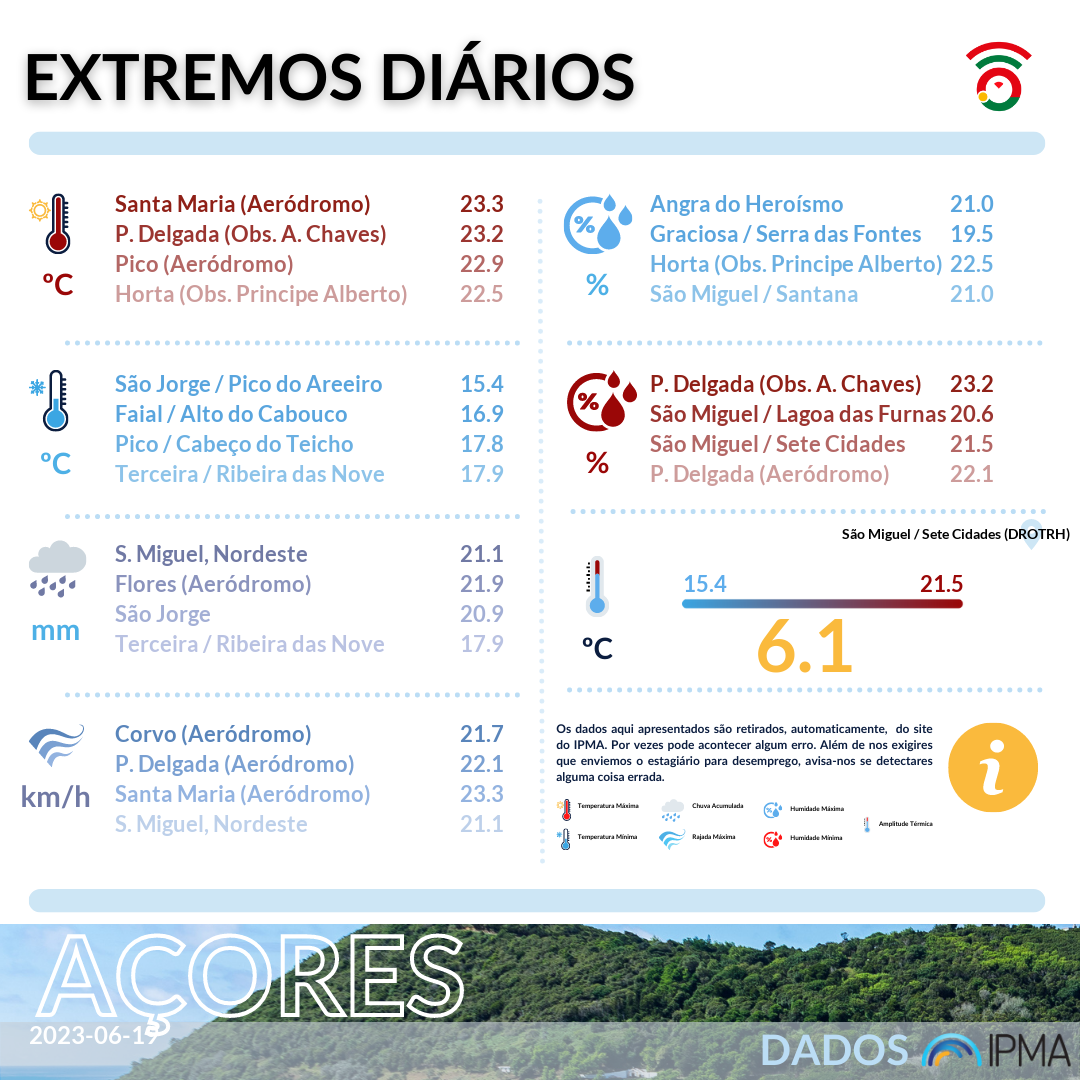 EXTREMOS DIÁRIOS
Santa Maria (Aeródromo) 23.3
P. Delgada (Obs. A. Chaves) 23.2
Pico (Aeródromo) 22.9
Horta (Obs. Principe Alberto) 22.5
ºC
São Jorge / Pico do Areeiro 15.4
Faial / Alto do Cabouco 16.9
Pico / Cabeço do Teicho 17.8
Terceira / Ribeira das Nove 17.9
ºC
S. Miguel, Nordeste 21.1
Flores (Aeródromo) 21.9
São Jorge 20.9
Terceira / Ribeira das Nove 17.9
mm
Corvo (Aeródromo) 21.7
P. Delgada (Aeródromo) 22.1
Santa Maria (Aeródromo) 23.3
S. Miguel, Nordeste 21.1
km/h
%
Angra do Heroísmo 21.0
Graciosa / Serra das Fontes 19.5
Horta (Obs. Principe Alberto) 22.5
São Miguel / Santana 21.0
%
%
P. Delgada (Obs. A. Chaves) 23.2
São Miguel / Lagoa das Furnas 20.6
São Miguel / Sete Cidades 21.5
P. Delgada (Aeródromo) 22.1
%
São Miguel / Sete Cidades (DROTRH)
15.4 21.5
ºC
6.1
Os dados aqui apresentados são retirados, automaticamente, do site
do IPMA. Por vezes pode acontecer algum erro. Além de nos exigires
que enviemos o estagiário para desemprego, avisa-nos se detectares
alguma coisa errada.
i
Temperatura Máxima
Chuva Acumulada
Humidade Máxima
Amplitude Térmica
Temperatura Mínima
Rajada Máxima
Humidade Mínima
AÇORES
2023-06-19
DADOS IPMA